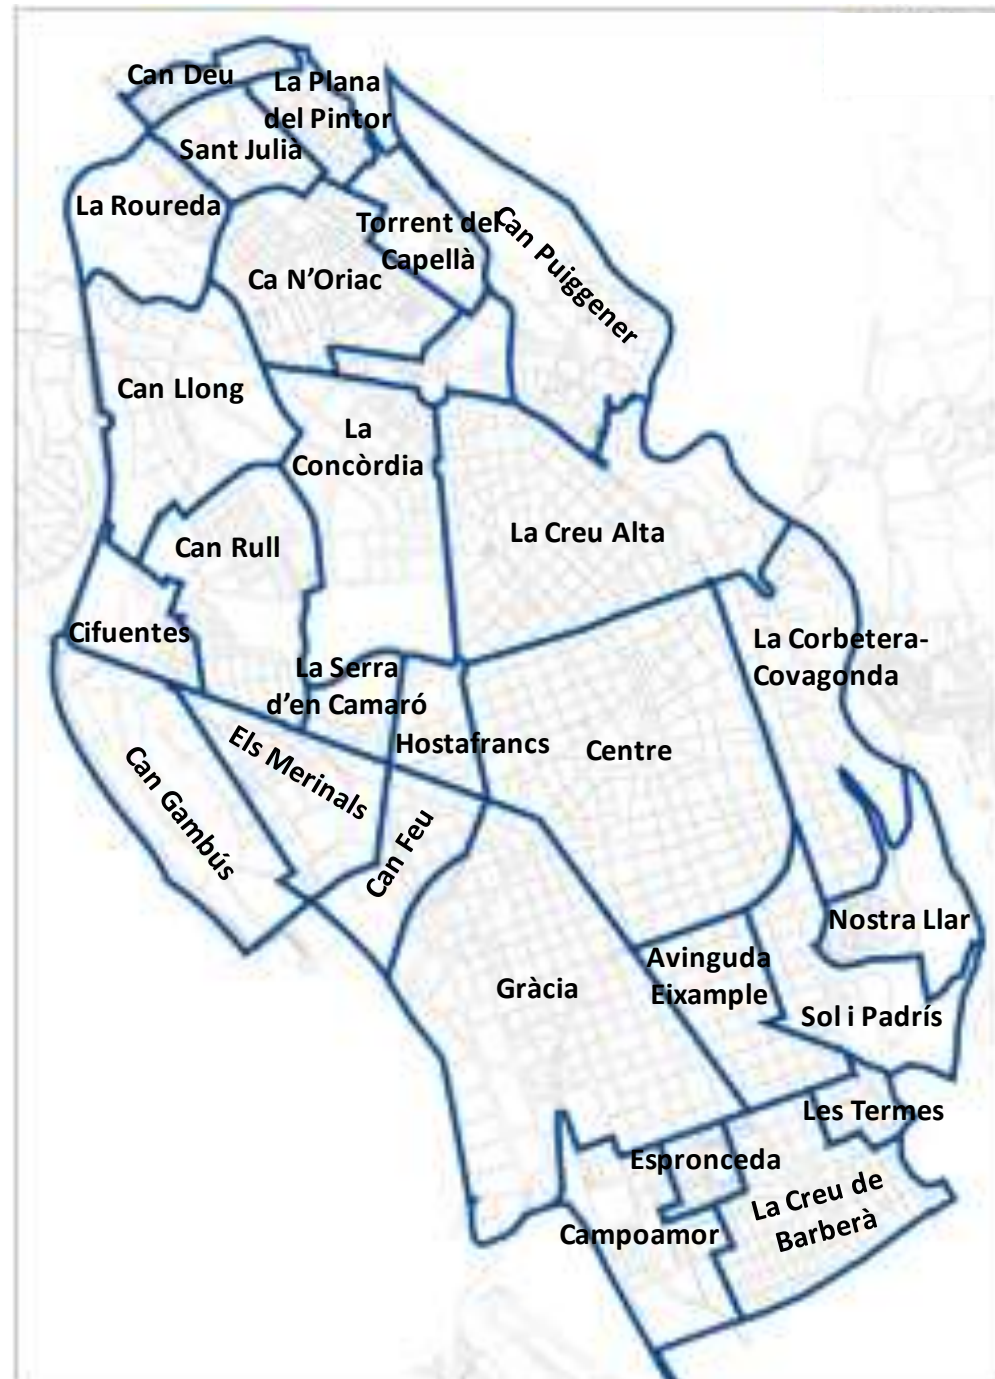 Can Deu
La Plana
del Pintor
Sant Julià
La Roureda
Torrent del
Capellà
Can Puiggener
Ca N'Oriac
Can Llong
La
Concòrdia
La Creu Alta
Can Rull
Cifuentes
La Corbetera-
Covagonda
La Serra
d'en Camaró
Hostafrancs
Centre
Els Merinals
Can Gambús
Can Feu
Nostra Llar
Avinguda
Eixample
Gràcia
Sol i Padrís
Les Termes
Espronceda
La Creu de
Barberà
Campoamor